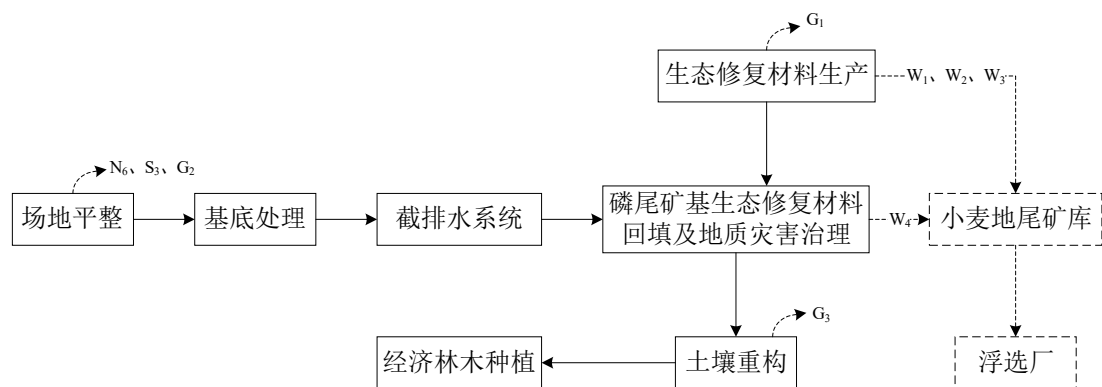 G₁
生态修复材料生产
W₁、W₂、W₃
N₆、S₃、G₂
场地平整
基底处理
截排水系统
磷尾矿基生态修复材料
回填及地质灾害治理
W₄
小麦地尾矿库
G₃
经济林木种植
土壤重构
浮选厂